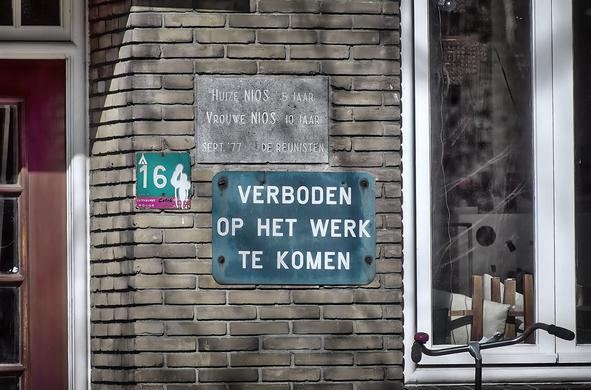 HUIZE NIOS 5 JAAR
VROUWE NIOS 10 JAAR
SEPT. '77 DE REUNISTEN
164
VERBODEN
OP HET WERK
TE KOMEN